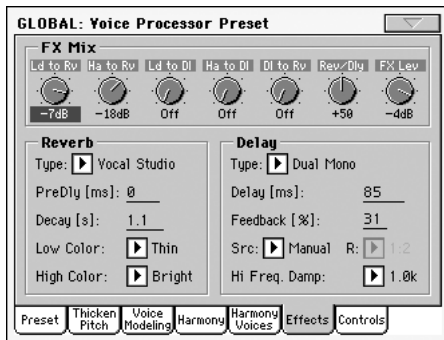 GLOBAL: Voice Processor Preset
FX Mix
Ld to Rv Ha to Rv Ld to Dl Ha to Dl Dl to Rv Rev/Dly FX Lev
-7dB -18dB Off Off Off +50 -4dB
Reverb
Type: Vocal Studio
PreDly [ms]: 0
Decay [s]: 1.1
Low Color: Thin
High Color: Bright
Delay
Type: Dual Mono
Delay [ms]: 85
Feedback [%]: 31
Src: Manual R: 1:2
Hi Freq. Damp: 1.0k
Preset Thicken Pitch Voice Modeling Harmony Harmony Voices Effects Controls